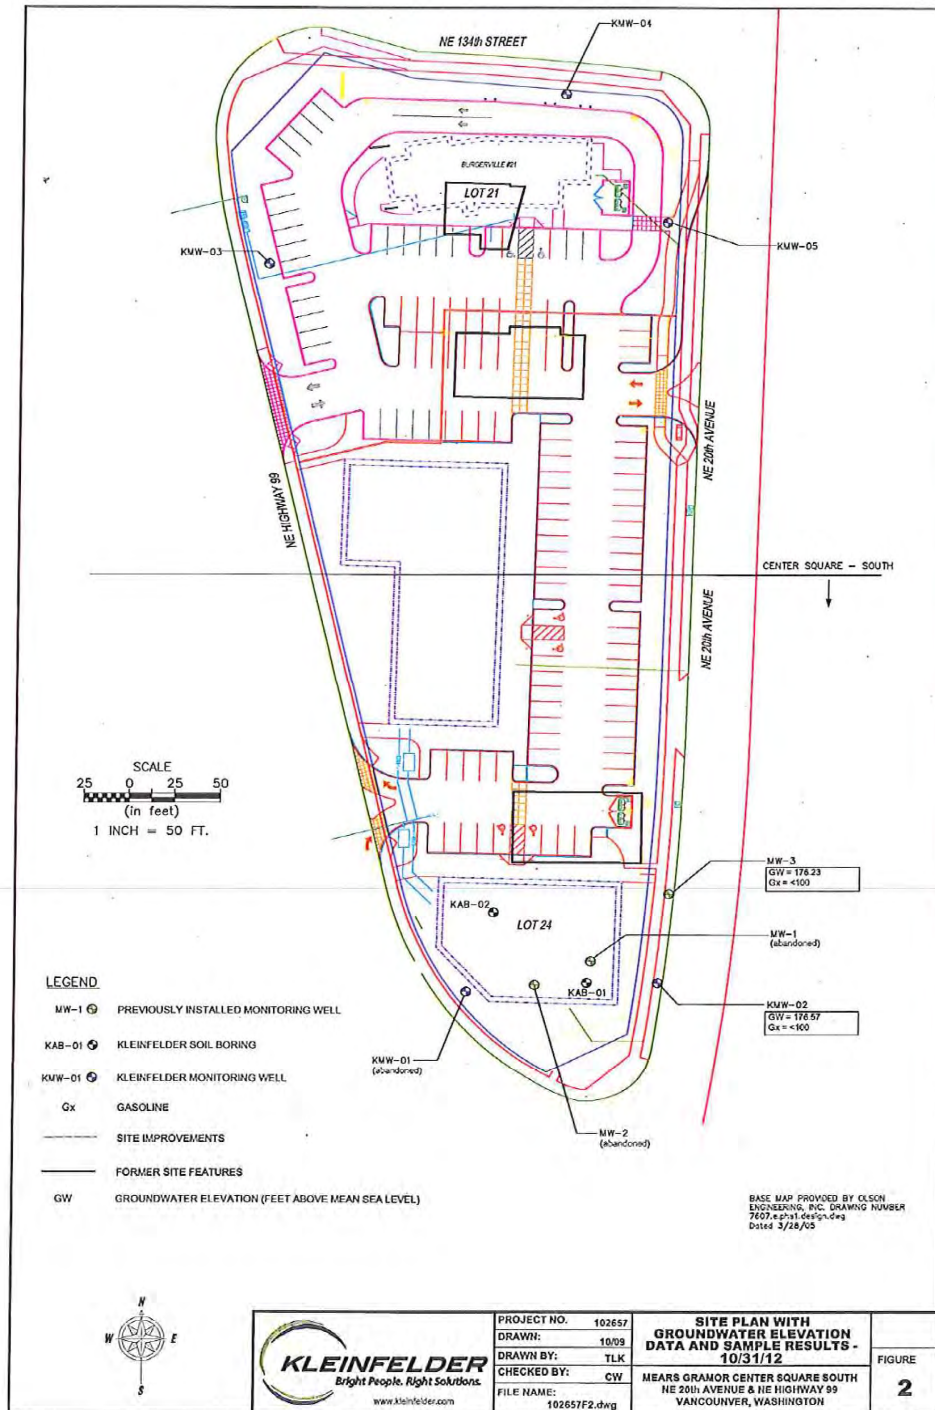 KMW-04
NE 134th STREET
BURGERVILLE #21
LOT 21
KMW-03
KMW-05
NE HIGHWAY 99
NE 20th AVENUE
CENTER SQUARE - SOUTH
NE 20th AVENUE
SCALE
25 0 25 50
(in feet)
1 INCH = 50 FT.
MW-3
GW = 176.23
Gx = <100
KAB-02
LOT 24
MW-1
(abandoned)
KAB-01
KMW-02
GW = 176.57
Gx = <100
KMW-01
(abandoned)
MW-2
(abandoned)
LEGEND
MW-1 PREVIOUSLY INSTALLED MONITORING WELL
KAB-01 KLEINFELDER SOIL BORING
KMW-01 KLEINFELDER MONITORING WELL
Gx GASOLINE
SITE IMPROVEMENTS
FORMER SITE FEATURES
GW GROUNDWATER ELEVATION (FEET ABOVE MEAN SEA LEVEL)
BASE MAP PROVIDED BY OLSON
ENGINEERING, INC. DRAWING NUMBER
7607.e.phs1.design.dwg
Dated 3/28/05
N
W E
S
KLEINFELDER
Bright People. Right Solutions.
www.kleinfelder.com
PROJECT NO. 102657
DRAWN: 10/09
DRAWN BY: TLK
CHECKED BY: CW
FILE NAME:
102657F2.dwg
SITE PLAN WITH
GROUNDWATER ELEVATION
DATA AND SAMPLE RESULTS -
10/31/12
MEARS GRAMOR CENTER SQUARE SOUTH
NE 20th AVENUE & NE HIGHWAY 99
VANCOUNVER, WASHINGTON
FIGURE
2